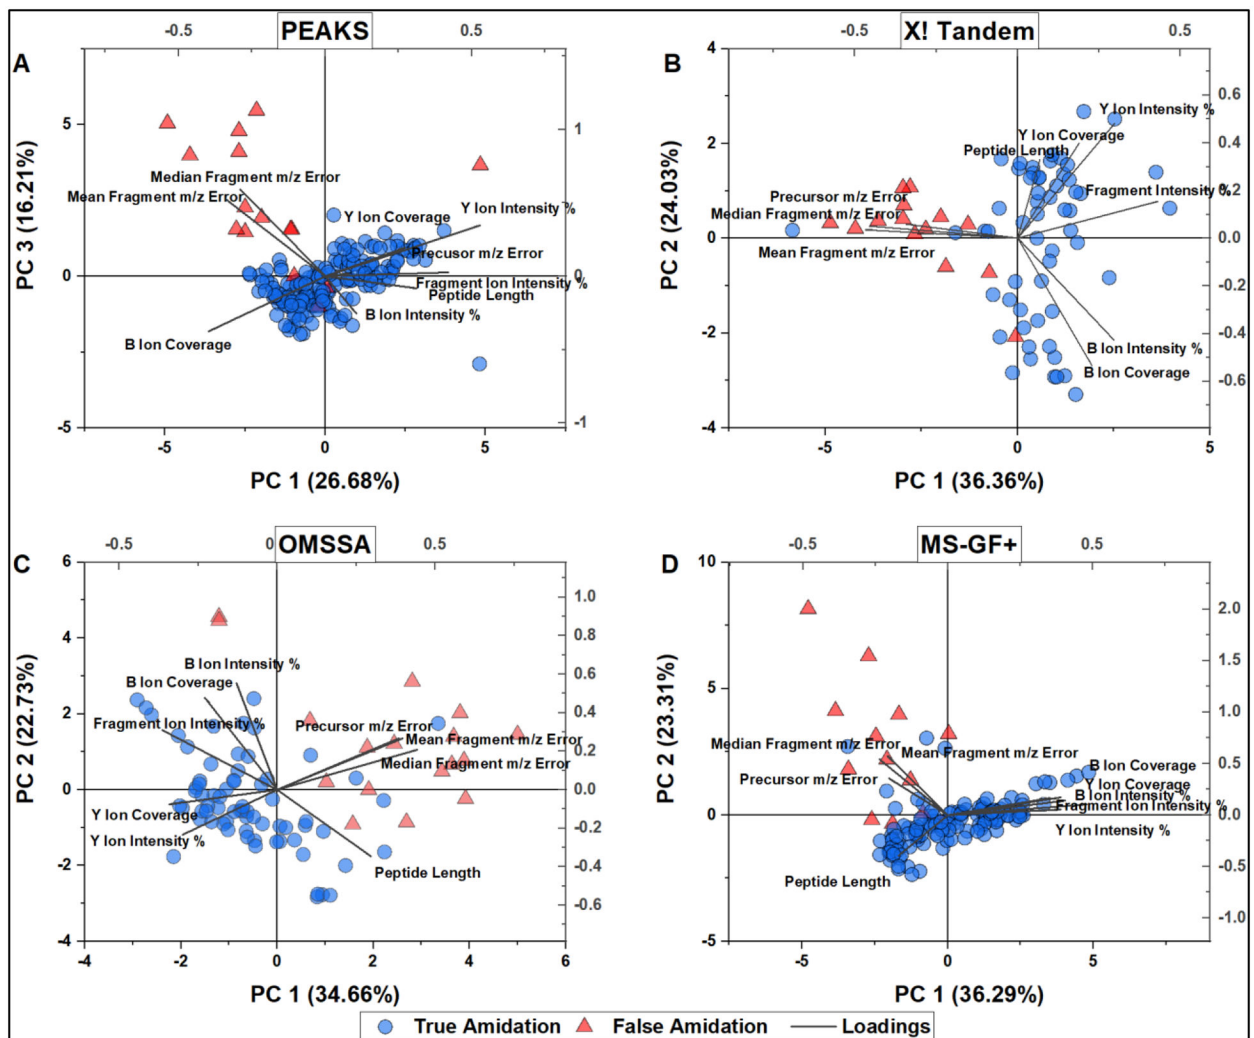 -0.5
PEAKS
0.5
A
Median Fragment m/z Error
Mean Fragment m/z Error
Y Ion Coverage
Y Ion Intensity %
Precusor m/z Error
Fragment Ion Intensity %
Peptide Length
B Ion Intensity %
B Ion Coverage
PC 3 (16.21%)
5
0
-5
1
0
-1
-5
0
5
PC 1 (26.68%)
-0.5
X! Tandem
0.5
B
Y Ion Intensity %
Y Ion Coverage
Peptide Length
Fragment Intensity %
Precursor m/z Error
Median Fragment m/z Error
Mean Fragment m/z Error
B Ion Intensity %
B Ion Coverage
PC 2 (24.03%)
4
2
0
-2
-4
0.6
0.4
0.2
0.0
-0.2
-0.4
-0.6
-5
0
5
PC 1 (36.36%)
-0.5
0
OMSSA
0.5
C
B Ion Intensity %
B Ion Coverage
Fragment Ion Intensity %
Precursor m/z Error
Mean Fragment m/z Error
Median Fragment m/z Error
Y Ion Coverage
Y Ion Intensity %
Peptide Length
PC 2 (22.73%)
6
4
2
0
-2
-4
1.0
0.8
0.6
0.4
0.2
0.0
-0.2
-0.4
-0.6
-4
-2
0
2
4
6
PC 1 (34.66%)
-0.5
MS-GF+
0.5
D
Median Fragment m/z Error
Mean Fragment m/z Error
Precursor m/z Error
B Ion Coverage
Y Ion Coverage
B Ion Intensity %
Fragment Ion Intensity %
Y Ion Intensity %
Peptide Length
PC 2 (23.31%)
10
5
0
-5
2.0
1.5
1.0
0.5
0.0
-0.5
-1.0
-5
0
5
PC 1 (36.29%)
True Amidation
False Amidation
Loadings